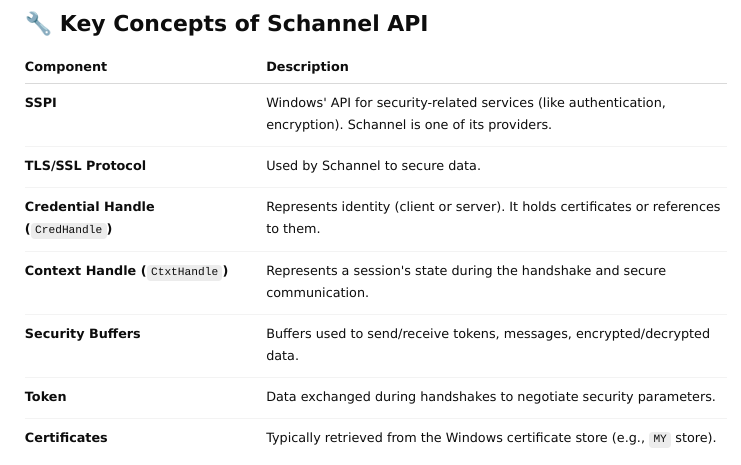 🔧 Key Concepts of Schannel API
Component Description
SSPI Windows' API for security-related services (like authentication,
encryption). Schannel is one of its providers.
TLS/SSL Protocol Used by Schannel to secure data.
Credential Handle Represents identity (client or server). It holds certificates or references
( CredHandle ) to them.
Context Handle ( CtxtHandle ) Represents a session's state during the handshake and secure
communication.
Security Buffers Buffers used to send/receive tokens, messages, encrypted/decrypted
data.
Token Data exchanged during handshakes to negotiate security parameters.
Certificates Typically retrieved from the Windows certificate store (e.g., MY store).